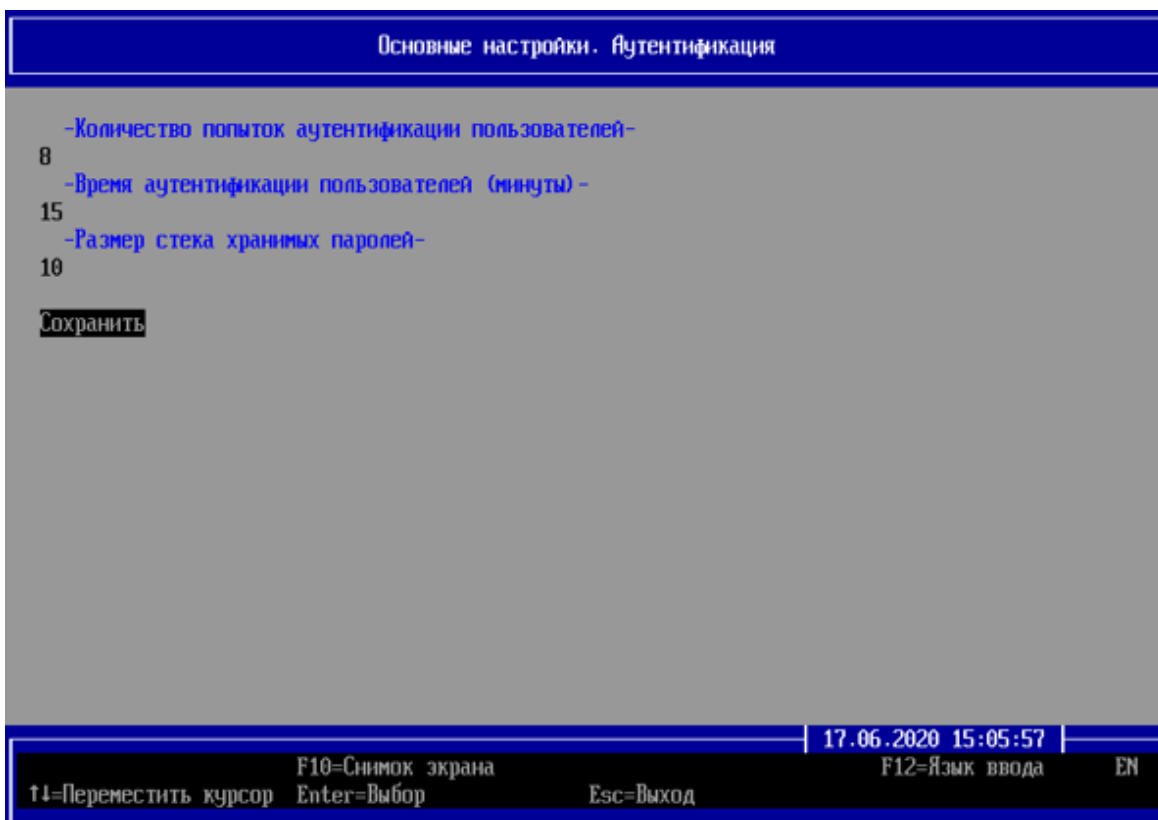 Основные настройки. Аутентификация
-Количество попыток аутентификации пользователей-
8
-Время аутентификации пользователей (минуты)-
15
-Размер стека хранимых паролей-
10
Сохранить
17.06.2020 15:05:57
F10=Снимок экрана F12=Язык ввода EN
↑↓=Переместить курсор Enter=Выбор Esc=Выход